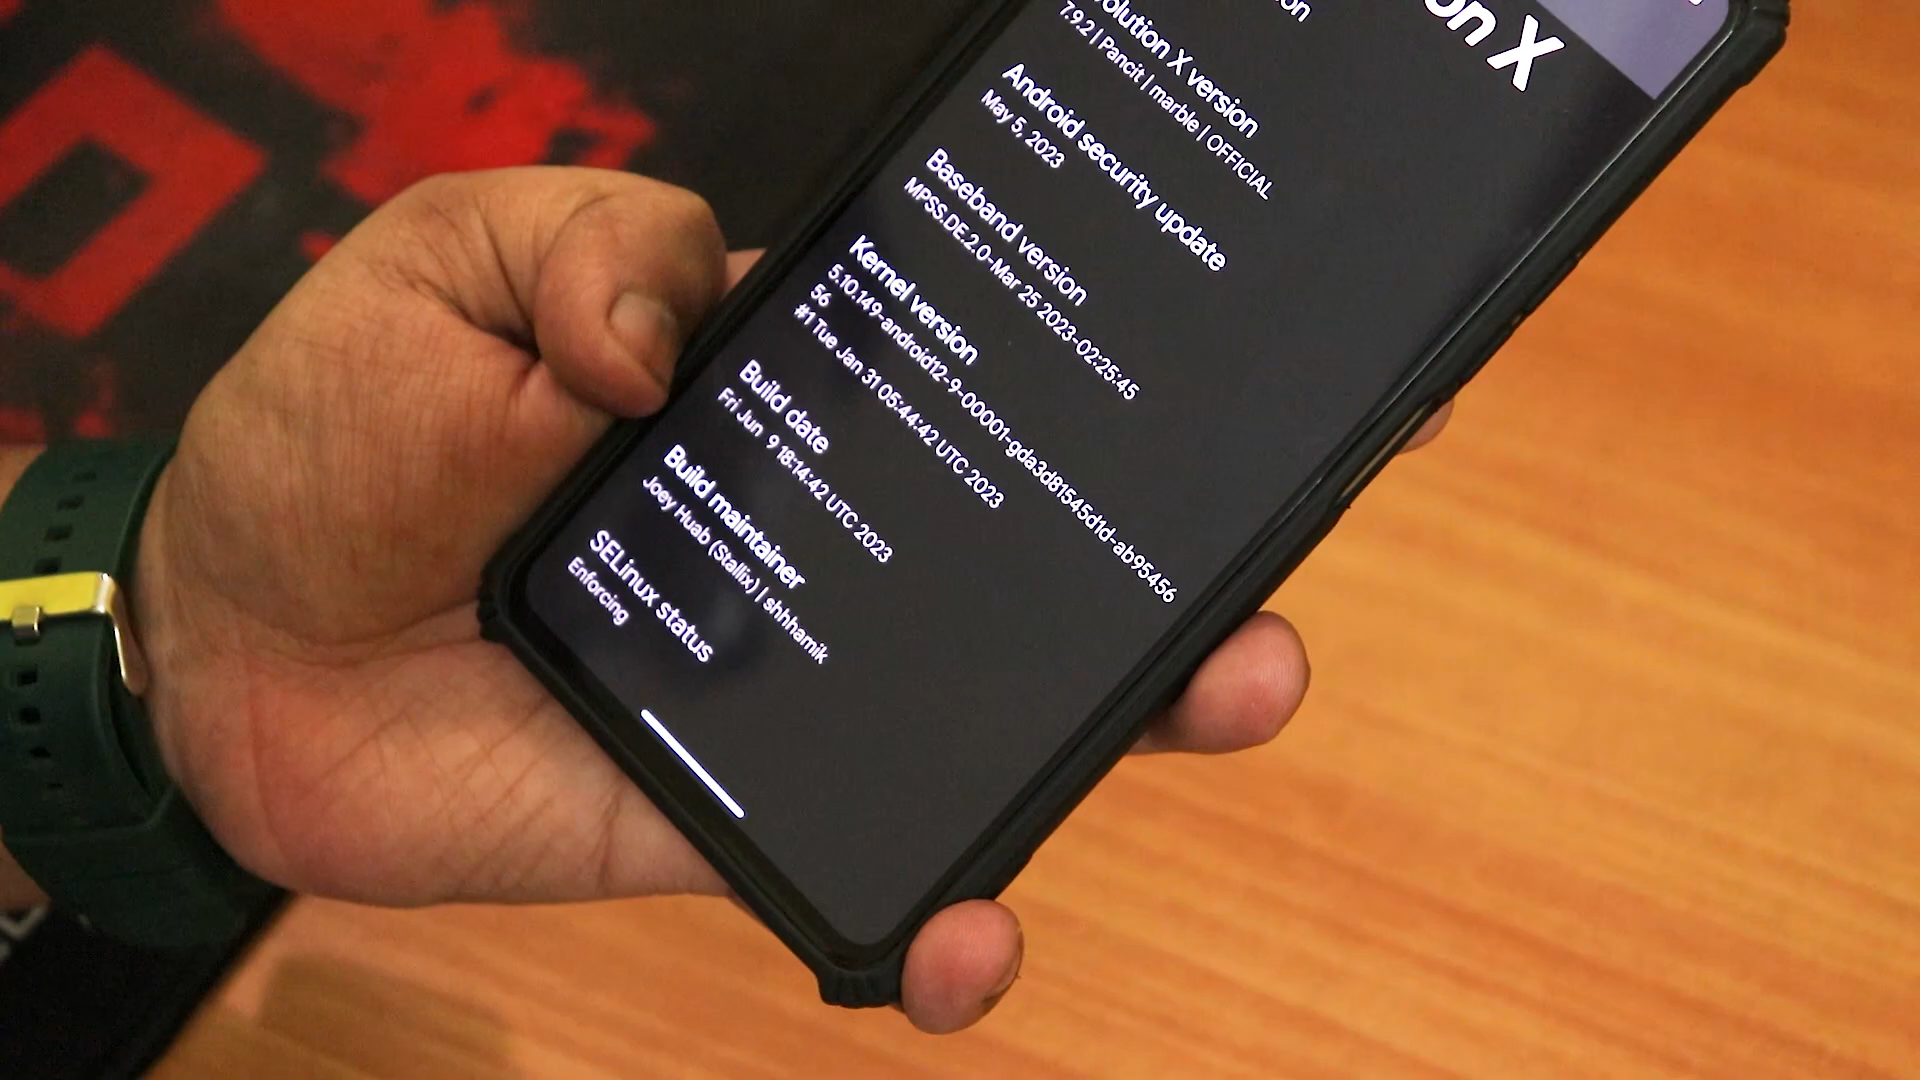 on X
on
olution X version
7.9.2 | Pancit | marble | OFFICIAL
Android security update
May 5, 2023
Baseband version
MPSS.DE.2.0-Mar 25 2023-02:25:45
Kernel version
5.10.149-android12-9-00001-gda3d81545d1d-ab95456
56
#1 Tue Jan 31 05:44:42 UTC 2023
Build date
Fri Jun 9 18:14:42 UTC 2023
Build maintainer
Joey Huab (Stallix) | shhhamik
SELinux status
Enforcing